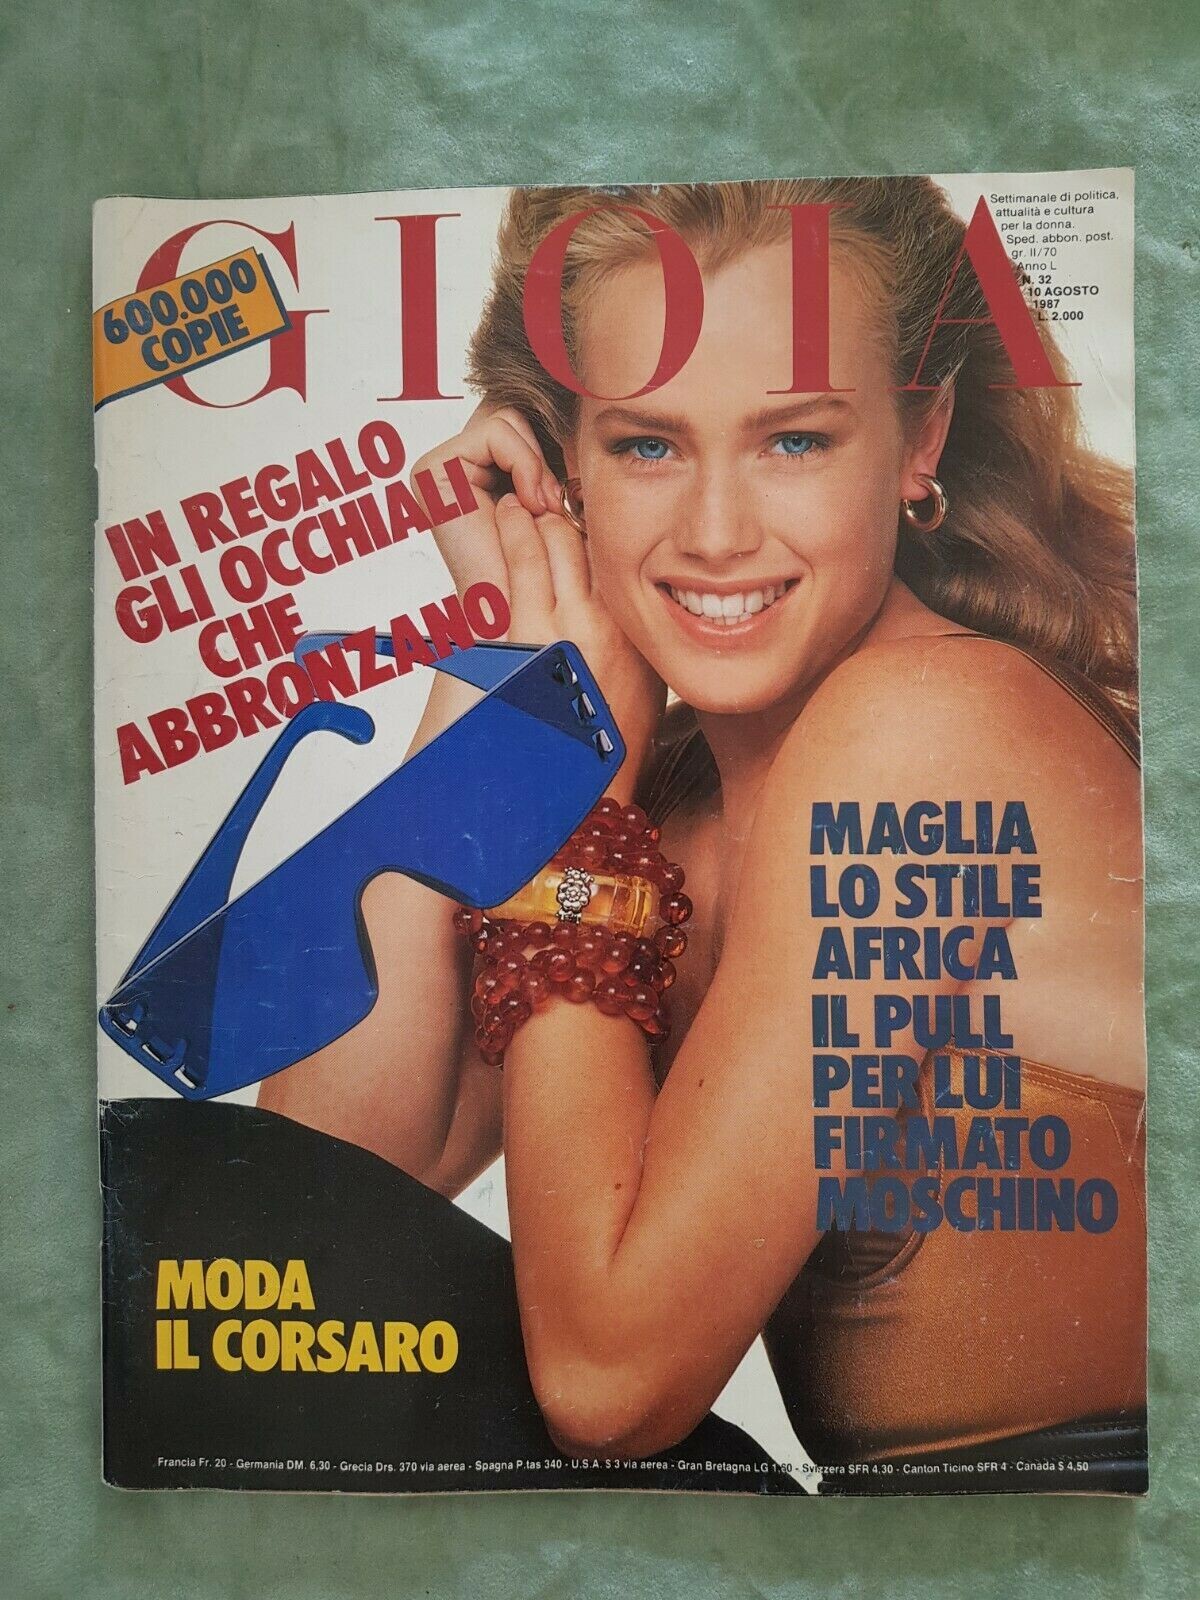 GIOIA
Settimanale di politica,
attualità e cultura
per la donna.
Sped. abbon. post.
gr. II/70
Anno L
N. 32
10 AGOSTO
1987
L. 2.000
600.000
COPIE
IN REGALO
GLI OCCHIALI
CHE
ABBRONZANO
MAGLIA
LO STILE
AFRICA
IL PULL
PER LUI
FIRMATO
MOSCHINO
MODA
IL CORSARO
Francia Fr. 20 - Germania DM. 6,30 - Grecia Drs. 370 via aerea - Spagna P.tas 340 - U.S.A. $ 3 via aerea - Gran Bretagna LG 1,60 - Svizzera SFR 4.30 - Canton Ticino SFR 4 - Canada $ 4,50